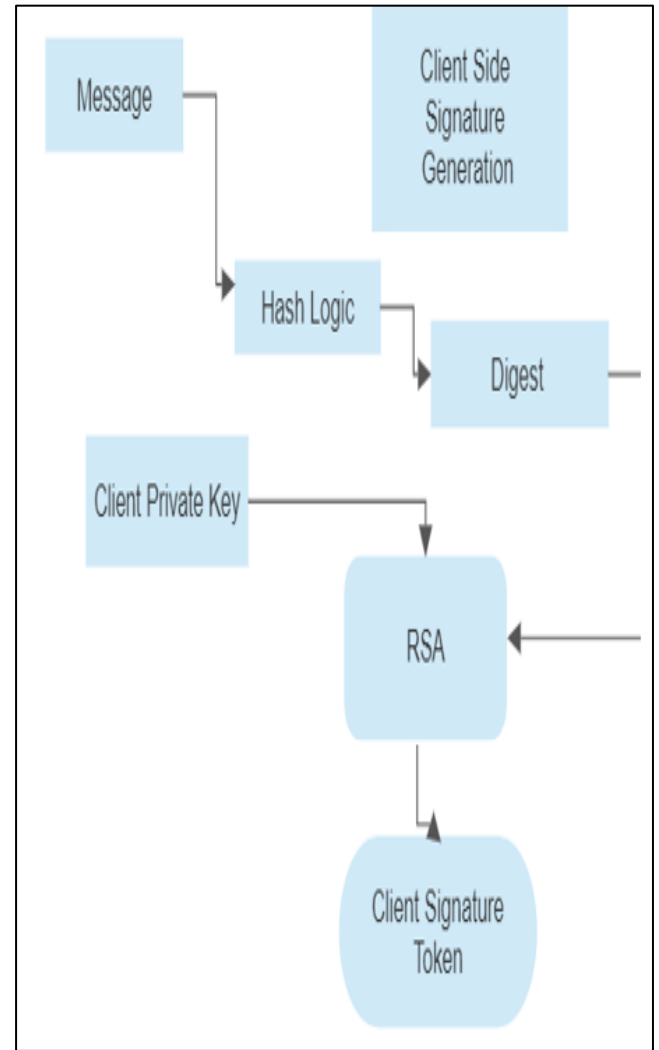 Message
Client Side
Signature
Generation
Hash Logic
Digest
Client Private Key
RSA
Client Signature
Token